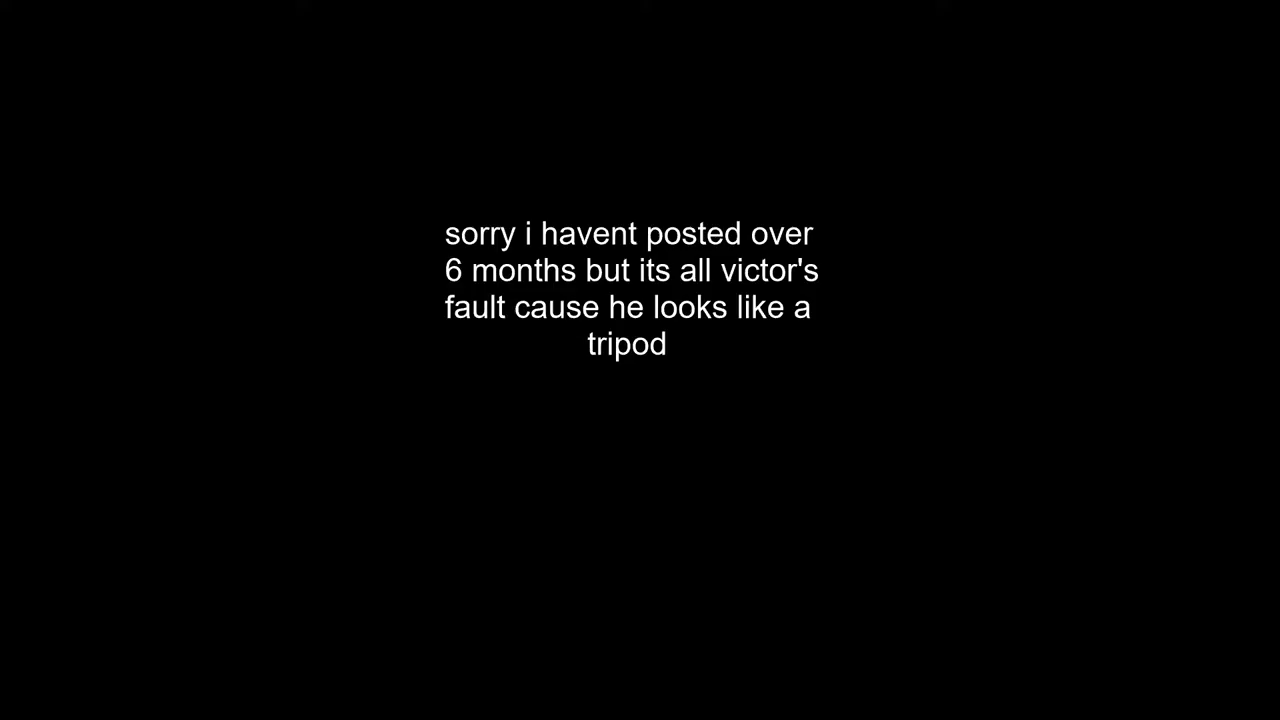 sorry i havent posted over
6 months but its all victor's
fault cause he looks like a
tripod